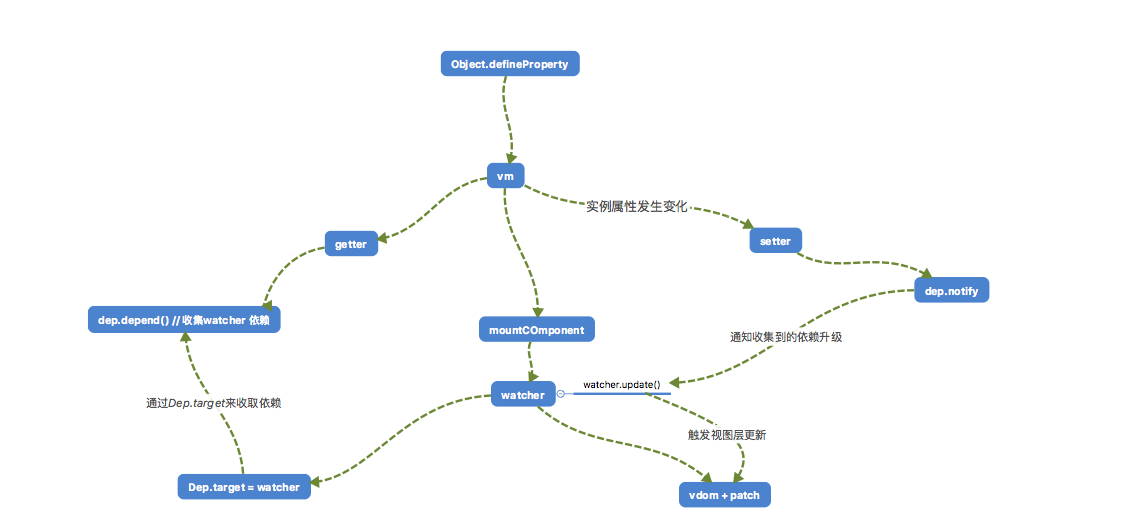 Object.defineProperty
vm
实例属性发生变化
getter
setter
dep.notify
dep.depend() // 收集watcher 依赖
mountCOmponent
通知收集到的依赖升级
watcher
watcher.update()
通过Dep.target来收取依赖
触发视图层更新
Dep.target = watcher
vdom + patch